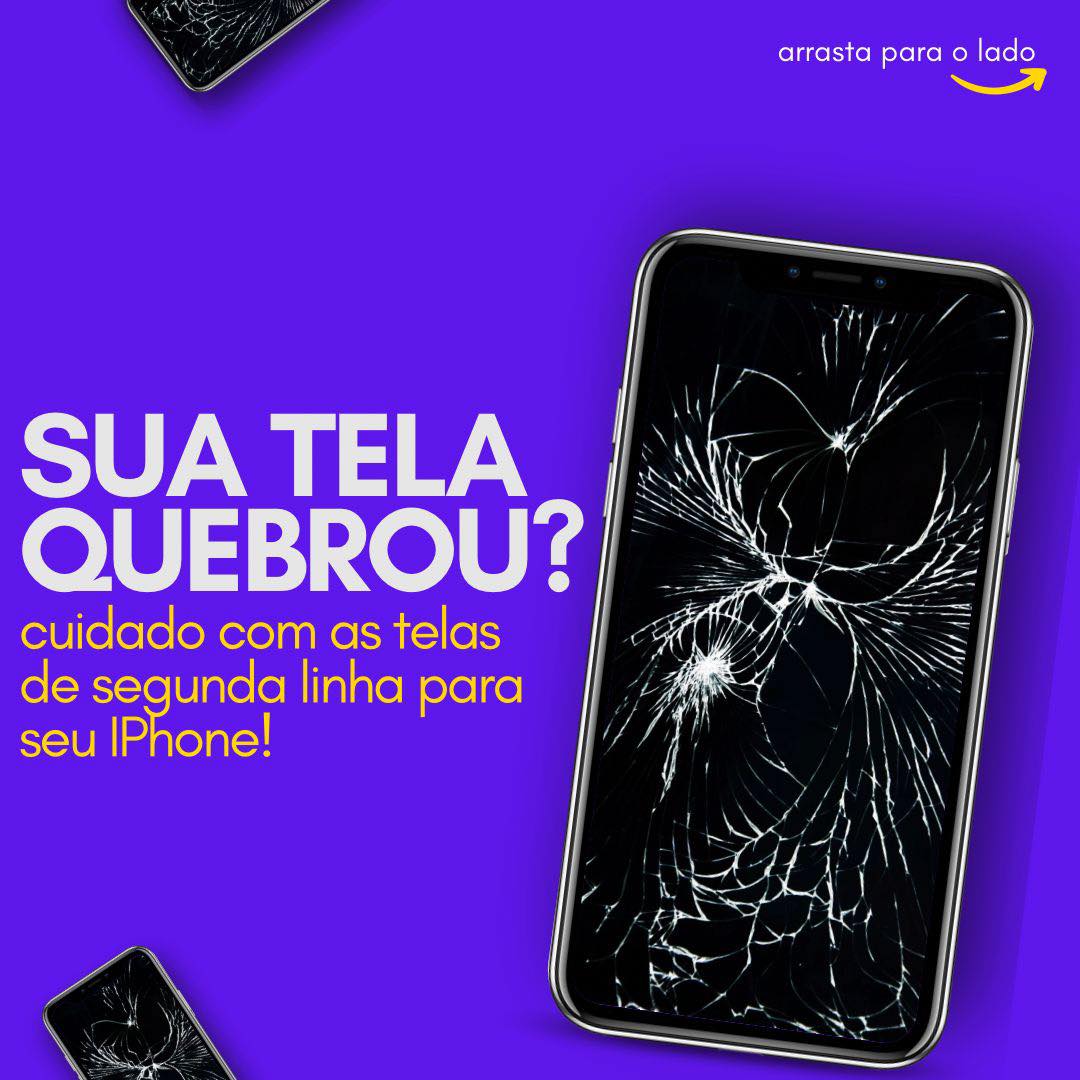 arrasta para o lado
SUA TELA
QUEBROU?
cuidado com as telas
de segunda linha para
seu IPhone!